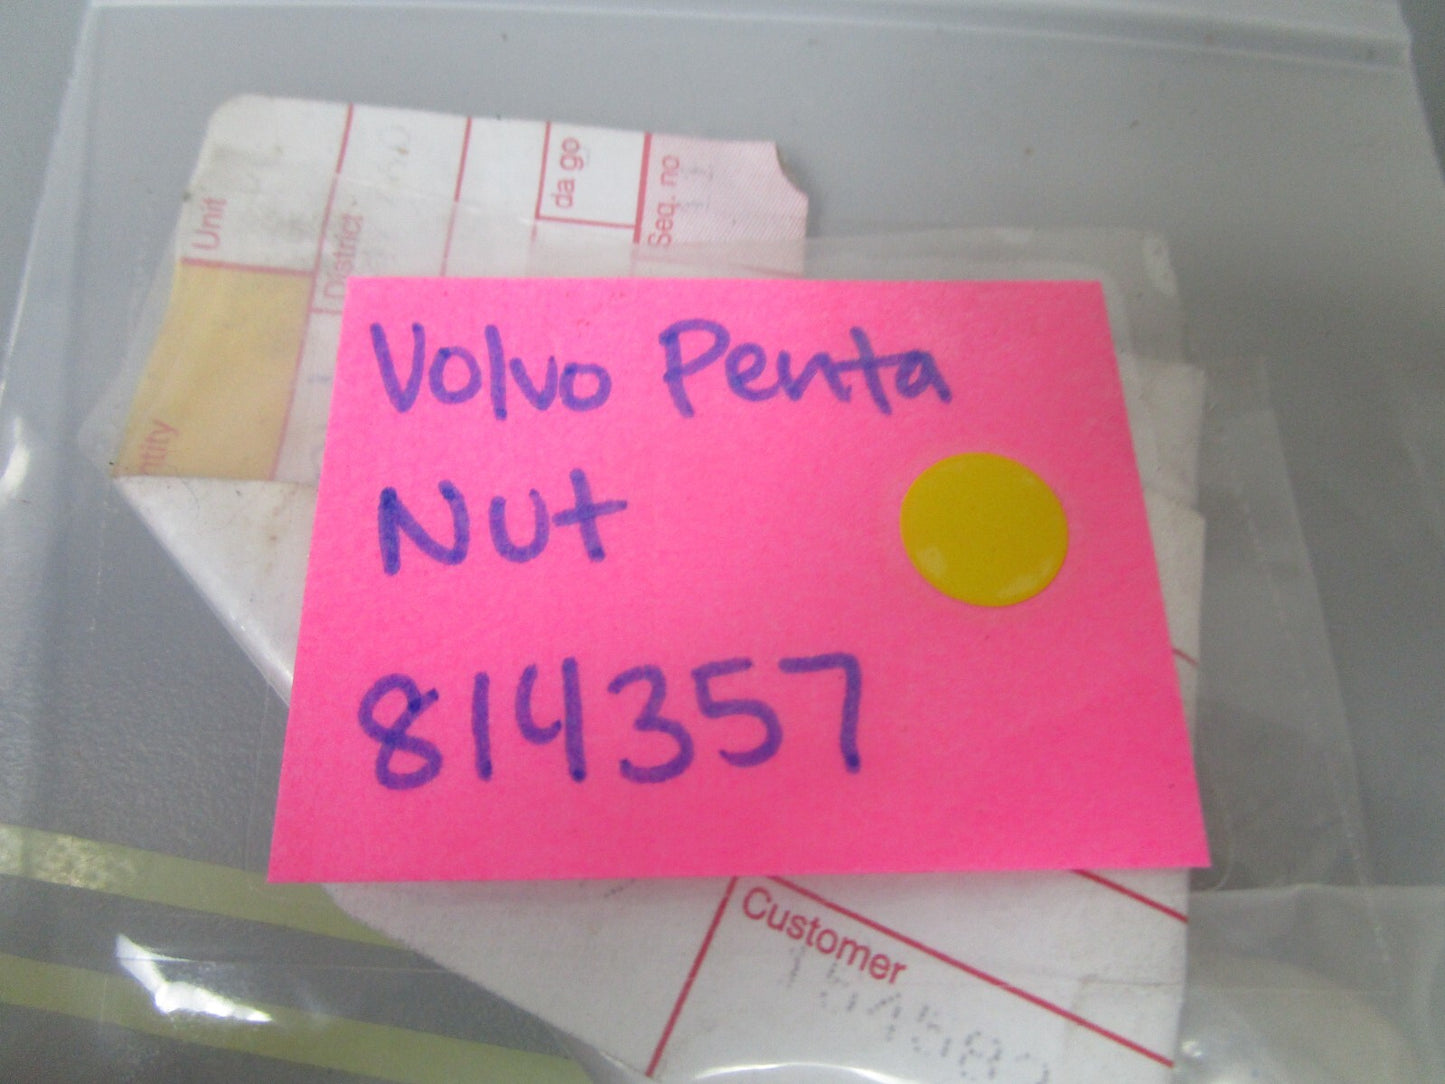 Unit
District
da go
Seq. no
Volvo Penta
Nut
814357
Customer